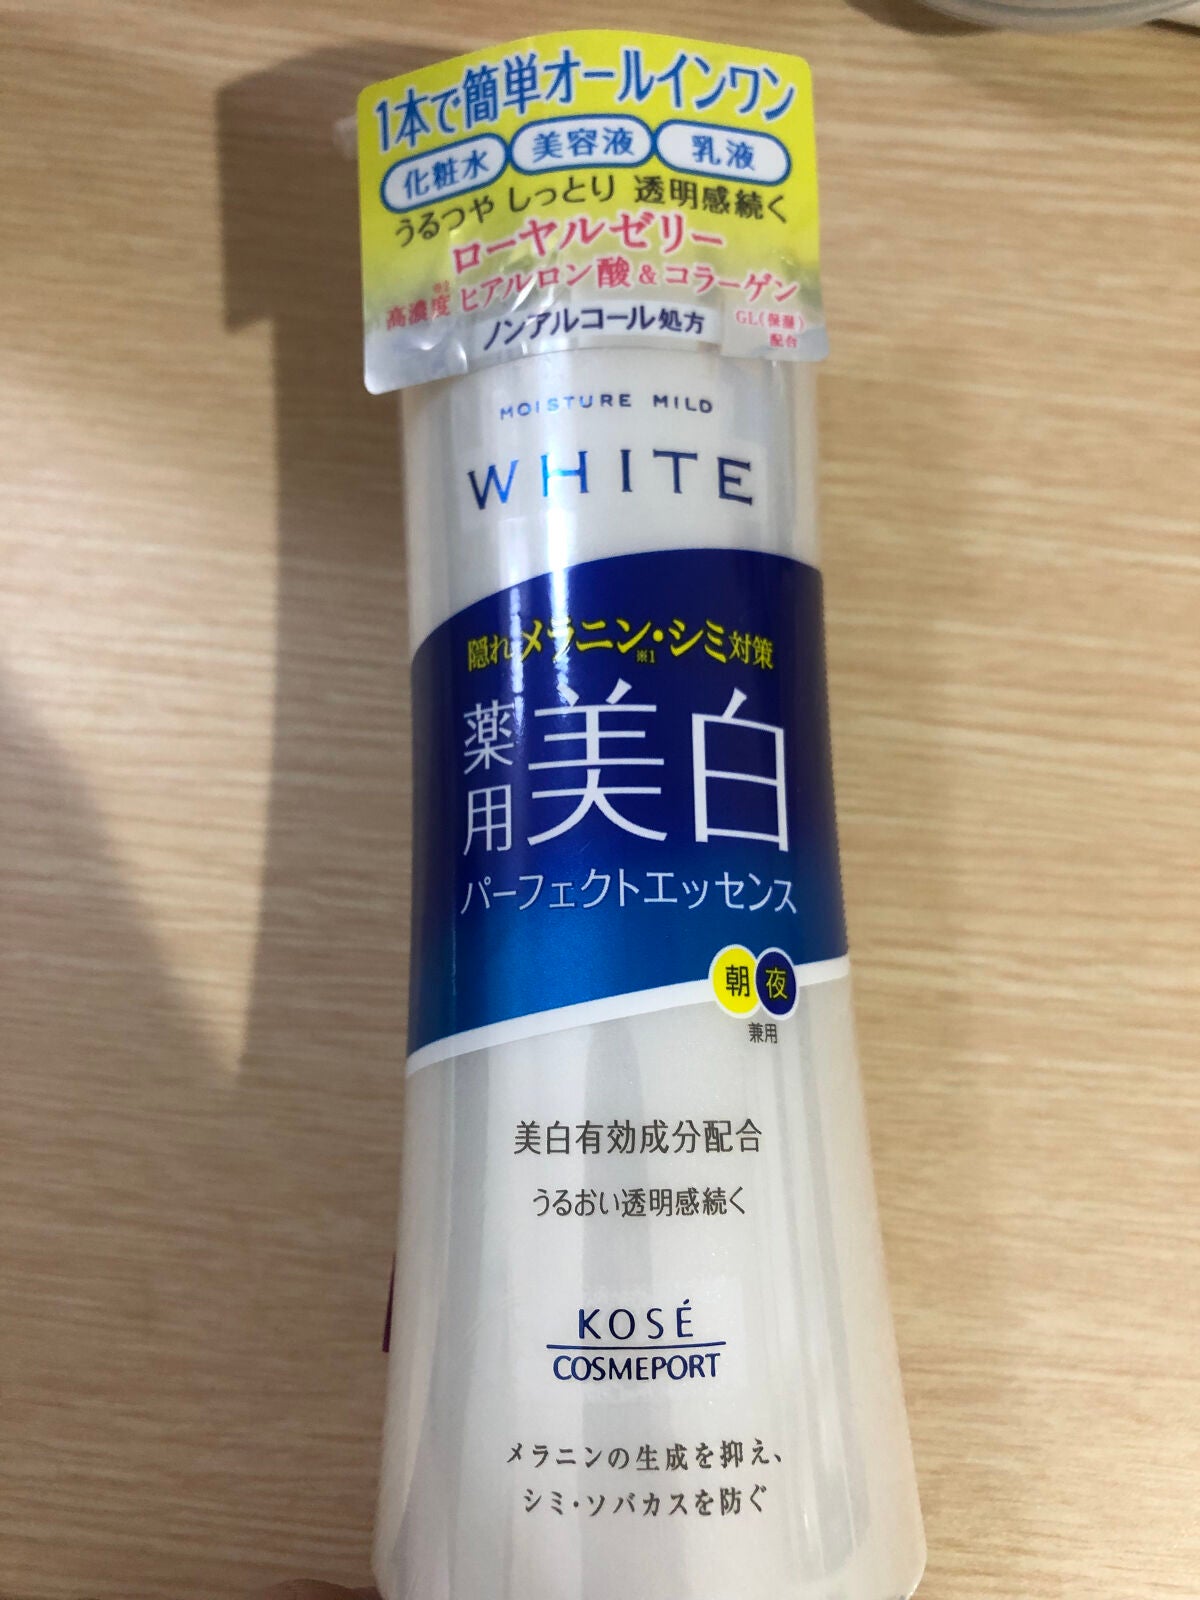 1本で簡単オールインワン
化粧水 美容液 乳液
うるつや しっとり 透明感続く
ローヤルゼリー
高濃度※2 ヒアルロン酸&コラーゲン
ノンアルコール処方
GL(保湿)
配合
MOISTURE MILD
WHITE
隠れメラニン※1・シミ対策
薬用美白
パーフェクトエッセンス
朝 夜
兼用
美白有効成分配合
うるおい透明感続く
KOSÉ
COSMEPORT
メラニンの生成を抑え、
シミ・ソバカスを防ぐ